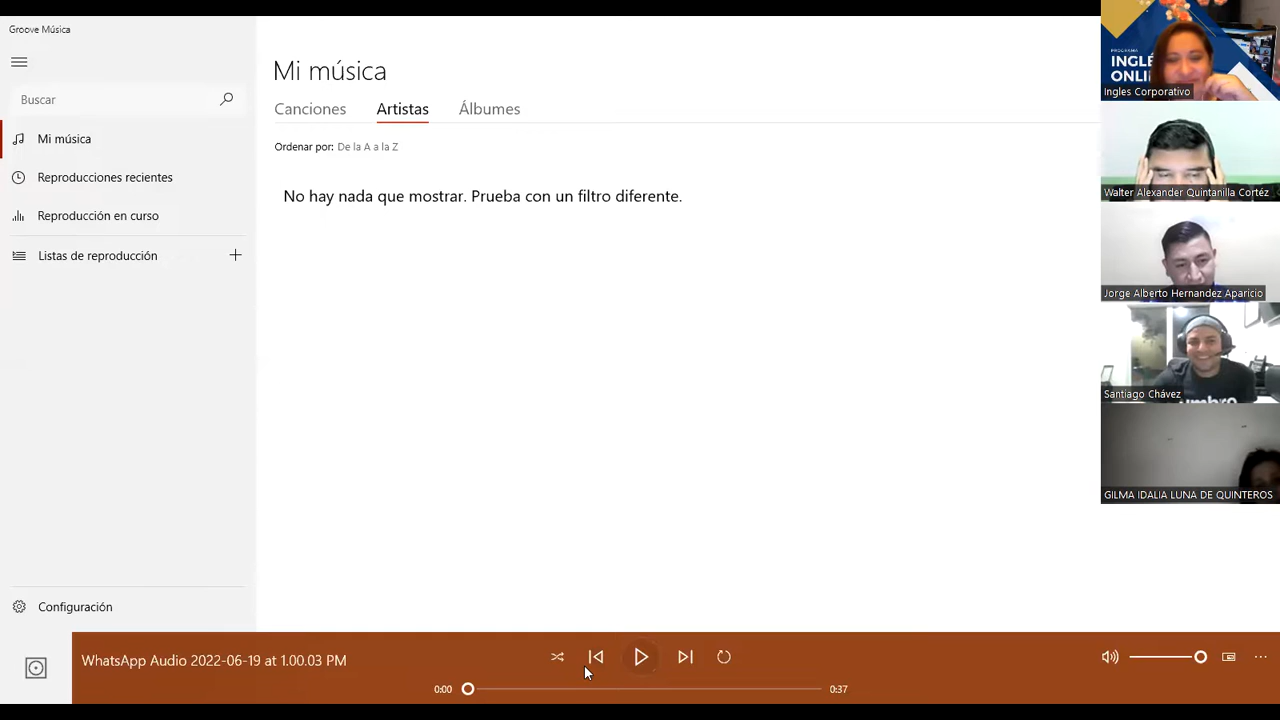 Groove Música
Buscar
Mi música
Reproducciones recientes
Reproducción en curso
Listas de reproducción
Configuración
Mi música
Canciones Artistas Álbumes
Ordenar por: De la A a la Z
No hay nada que mostrar. Prueba con un filtro diferente.
WhatsApp Audio 2022-06-19 at 1.00.03 PM
0:00
0:37
PROGRAMA
Ingles Corporativo
Walter Alexander Quintanilla Cortéz
Jorge Alberto Hernandez Aparicio
Santiago Chávez
GILMA IDALIA LUNA DE QUINTEROS